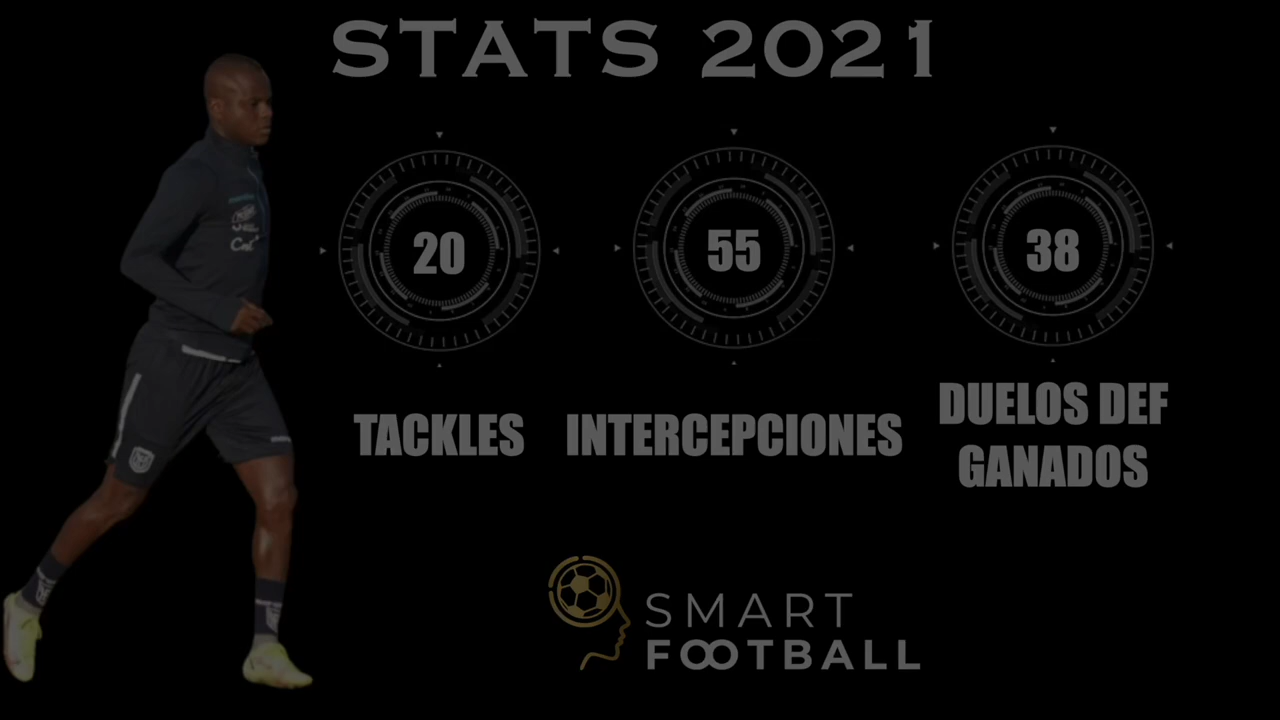 STATS 2021
20
55
38
TACKLES
INTERCEPCIONES
DUELOS DEF
GANADOS
SMART
FOOTBALL